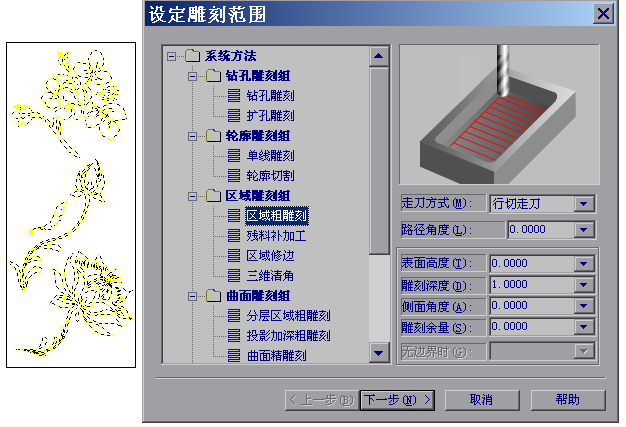 设定雕刻范围
系统方法
钻孔雕刻组
钻孔雕刻
扩孔雕刻
轮廓雕刻组
单线雕刻
轮廓切割
区域雕刻组
区域粗雕刻
残料补加工
区域修边
三维清角
曲面雕刻组
分层区域粗雕刻
投影加深粗雕刻
曲面精雕刻
走刀方式(M): 行切走刀
路径角度(L): 0.0000
表面高度(T): 0.0000
雕刻深度(D): 1.0000
侧面角度(A): 0.0000
雕刻余量(S): 0.0000
无边界时(G):
< 上一步(B) 下一步(N) > 取消 帮助